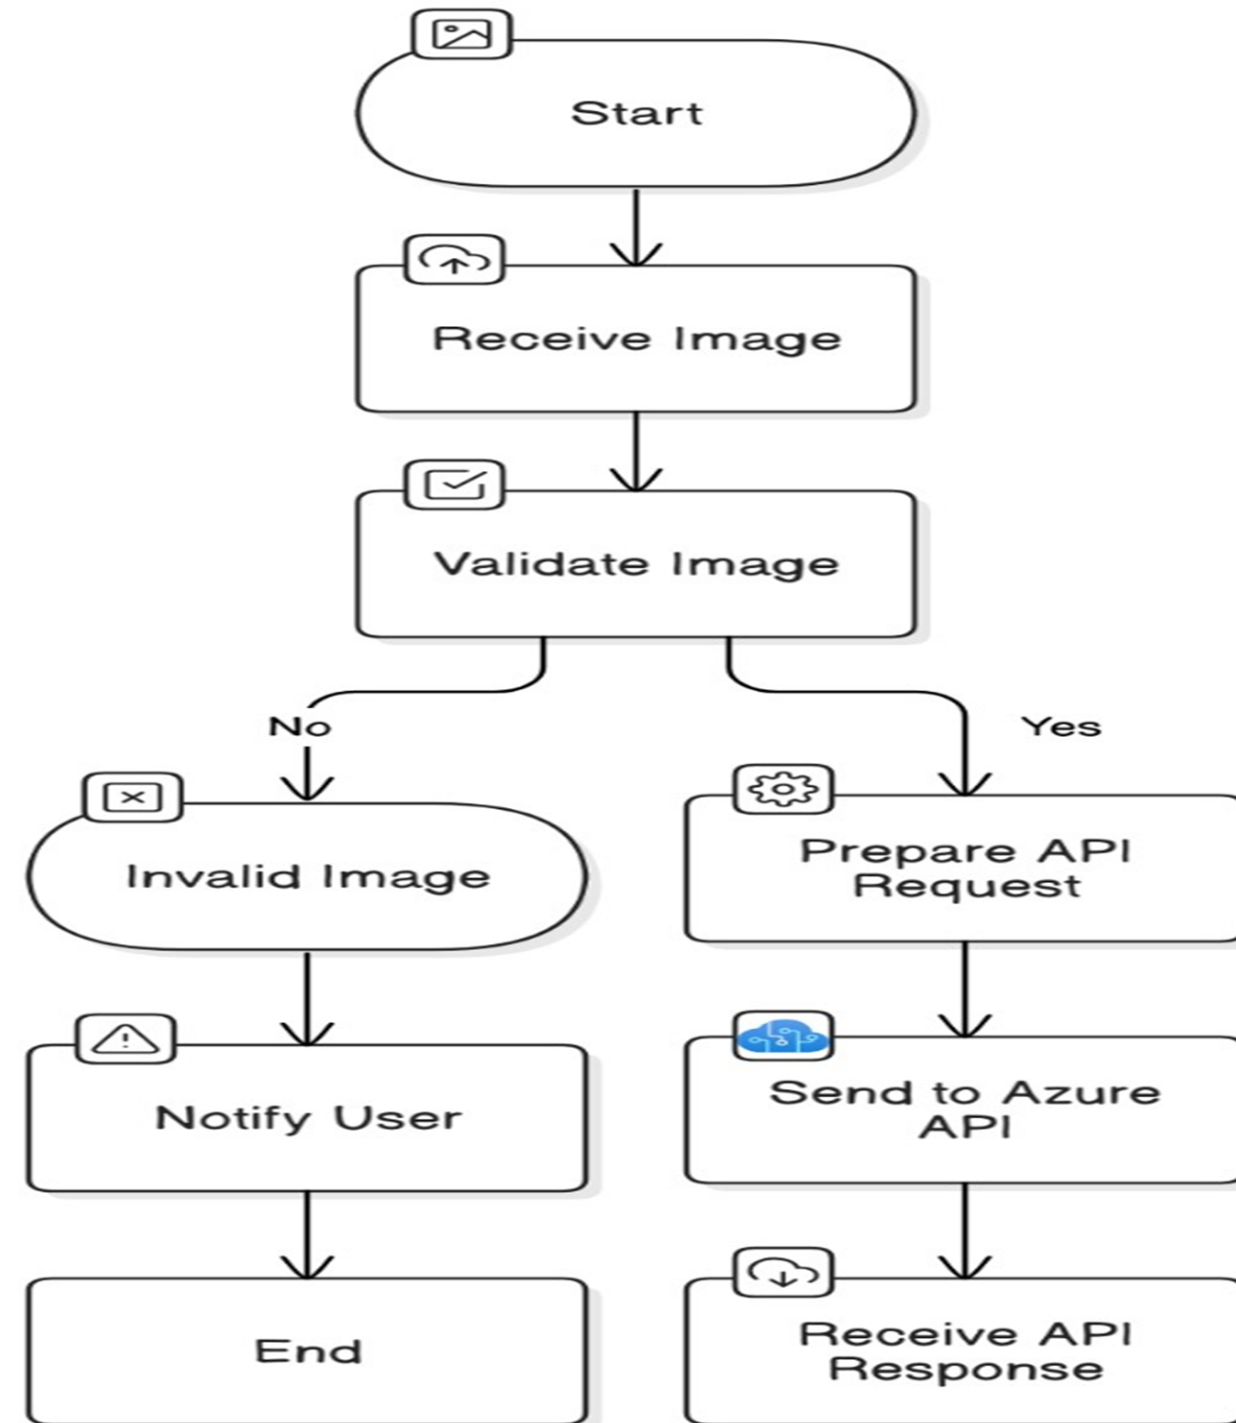 Start
Receive Image
Validate Image
No
Yes
Invalid Image
Prepare API
Request
Notify User
Send to Azure
API
End
Receive API
Response